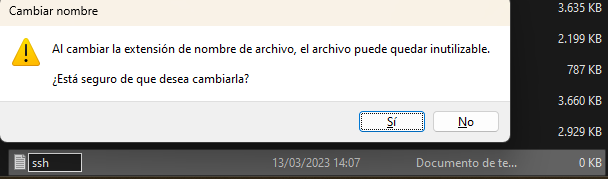 Cambiar nombre
3.635 KB
Al cambiar la extensión de nombre de archivo, el archivo puede quedar inutilizable.
2.199 KB
¿Está seguro de que desea cambiarla?
787 KB
3.660 KB
Sí No
2.929 KB
ssh 13/03/2023 14:07 Documento de te... 0 KB